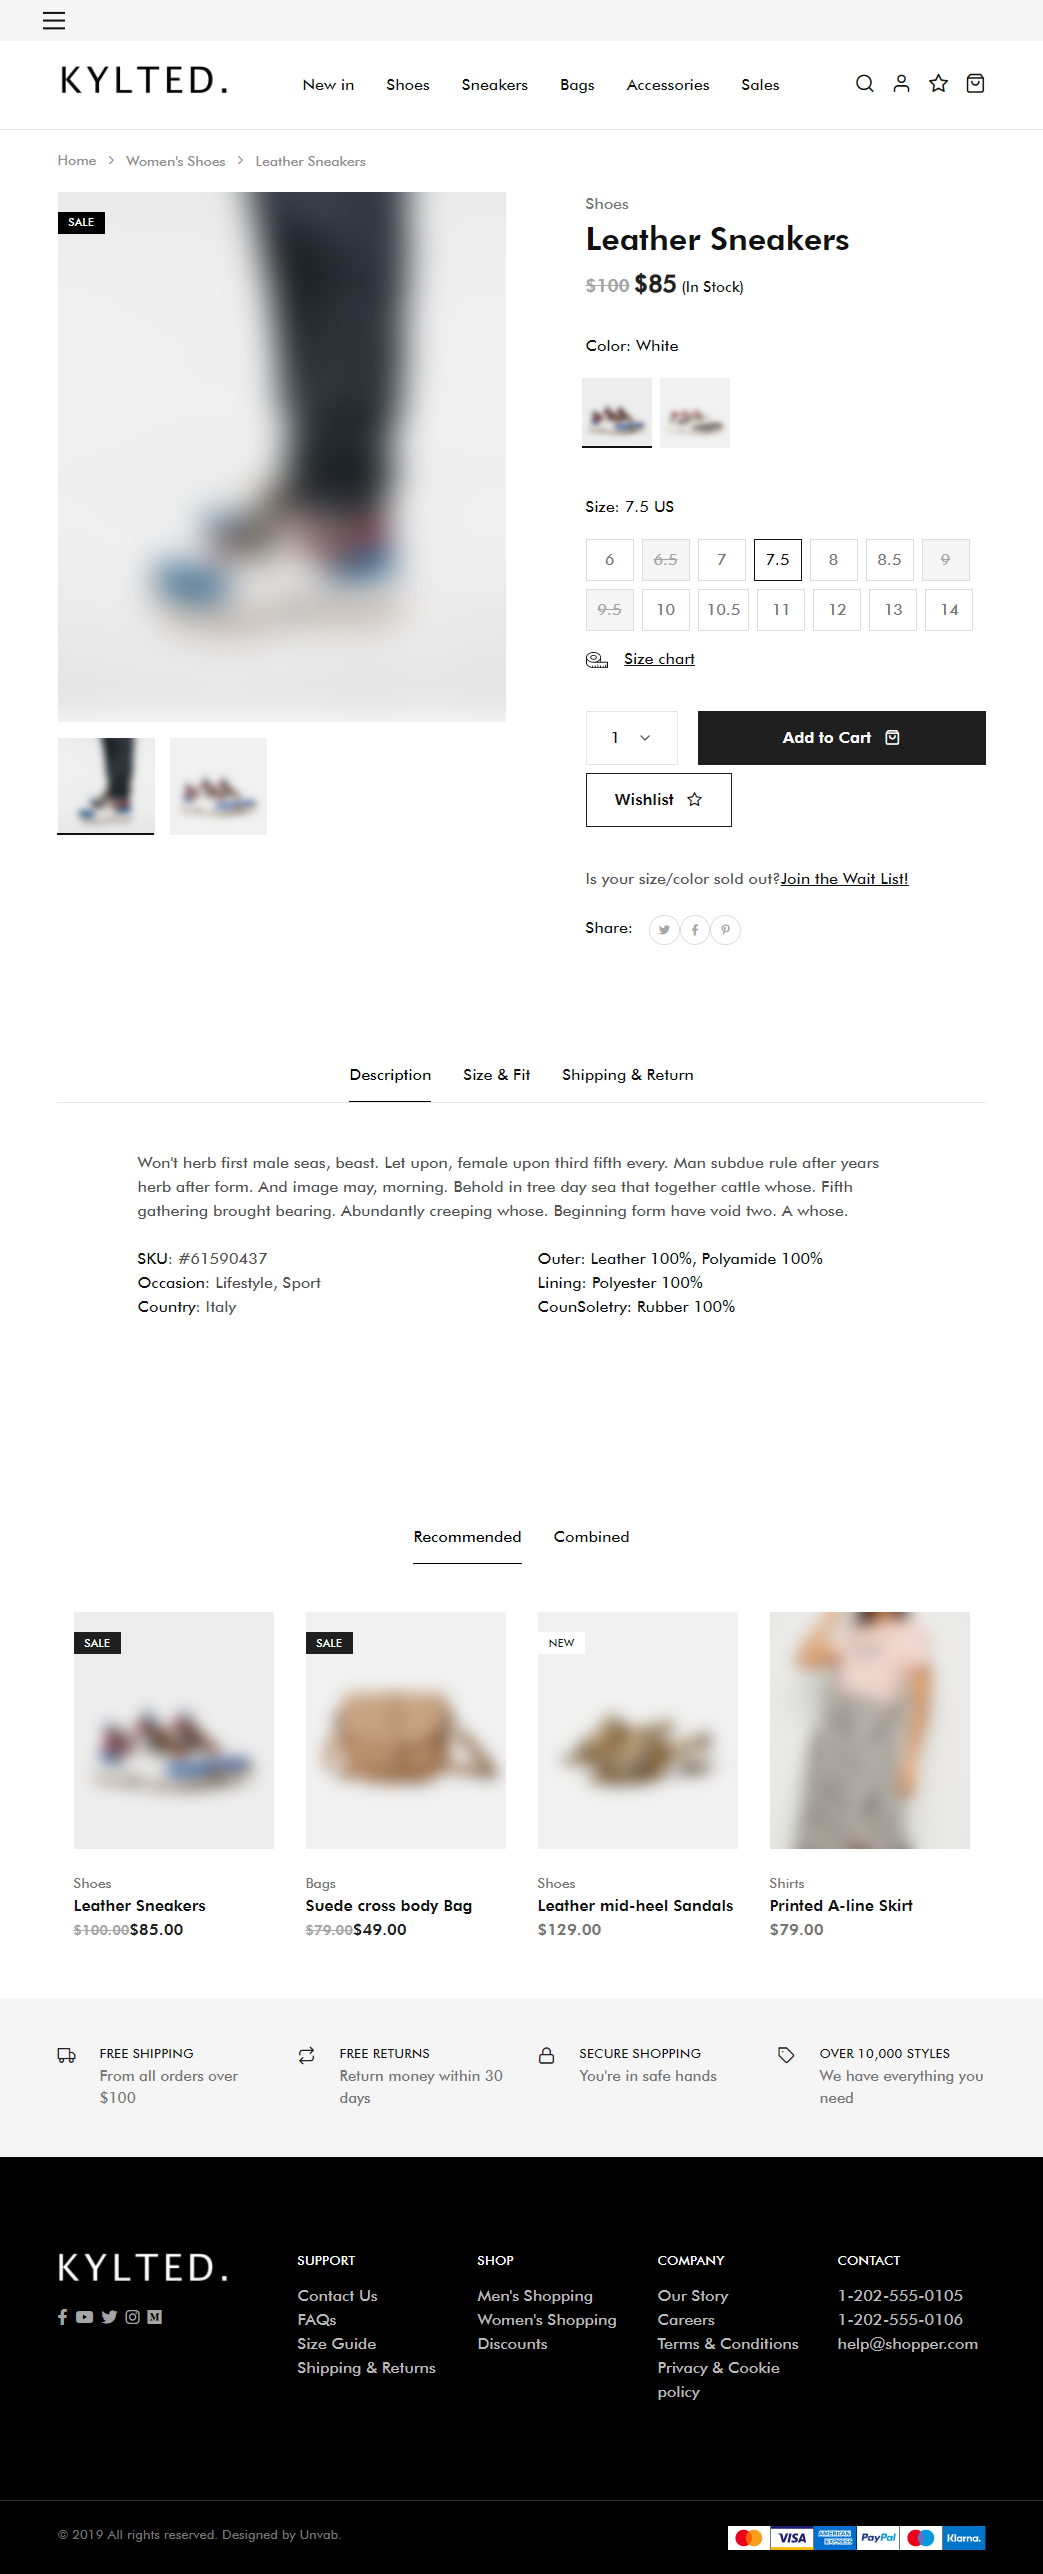 KYLTED.
New in Shoes Sneakers Bags Accessories Sales
Home > Women's Shoes > Leather Sneakers
SALE
Shoes
Leather Sneakers
$100 $85 (In Stock)
Color: White
Size: 7.5 US
6 6.5 7 7.5 8 8.5 9
9.5 10 10.5 11 12 13 14
Size chart
1
Add to Cart
Wishlist
Is your size/color sold out?Join the Wait List!
Share:
Description Size & Fit Shipping & Return
Won't herb first male seas, beast. Let upon, female upon third fifth every. Man subdue rule after years
herb after form. And image may, morning. Behold in tree day sea that together cattle whose. Fifth
gathering brought bearing. Abundantly creeping whose. Beginning form have void two. A whose.
SKU: #61590437
Occasion: Lifestyle, Sport
Country: Italy
Outer: Leather 100%, Polyamide 100%
Lining: Polyester 100%
CounSoletry: Rubber 100%
Recommended Combined
SALE
Shoes
Leather Sneakers
$100.00$85.00
SALE
Bags
Suede cross body Bag
$79.00$49.00
NEW
Shoes
Leather mid-heel Sandals
$129.00
Shirts
Printed A-line Skirt
$79.00
FREE SHIPPING
From all orders over
$100
FREE RETURNS
Return money within 30
days
SECURE SHOPPING
You're in safe hands
OVER 10,000 STYLES
We have everything you
need
KYLTED.
SUPPORT
Contact Us
FAQs
Size Guide
Shipping & Returns
SHOP
Men's Shopping
Women's Shopping
Discounts
COMPANY
Our Story
Careers
Terms & Conditions
Privacy & Cookie
policy
CONTACT
1-202-555-0105
1-202-555-0106
help@shopper.com
© 2019 All rights reserved. Designed by Unvab.
VISA
AMERICAN
EXPRESS
PayPal
Klarna.